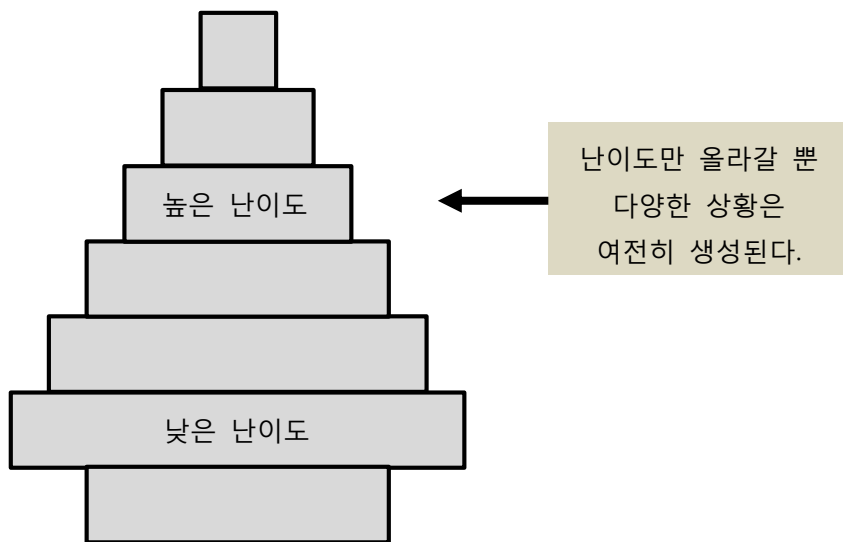 높은 난이도
난이도만 올라갈 뿐
다양한 상황은
여전히 생성된다.
낮은 난이도